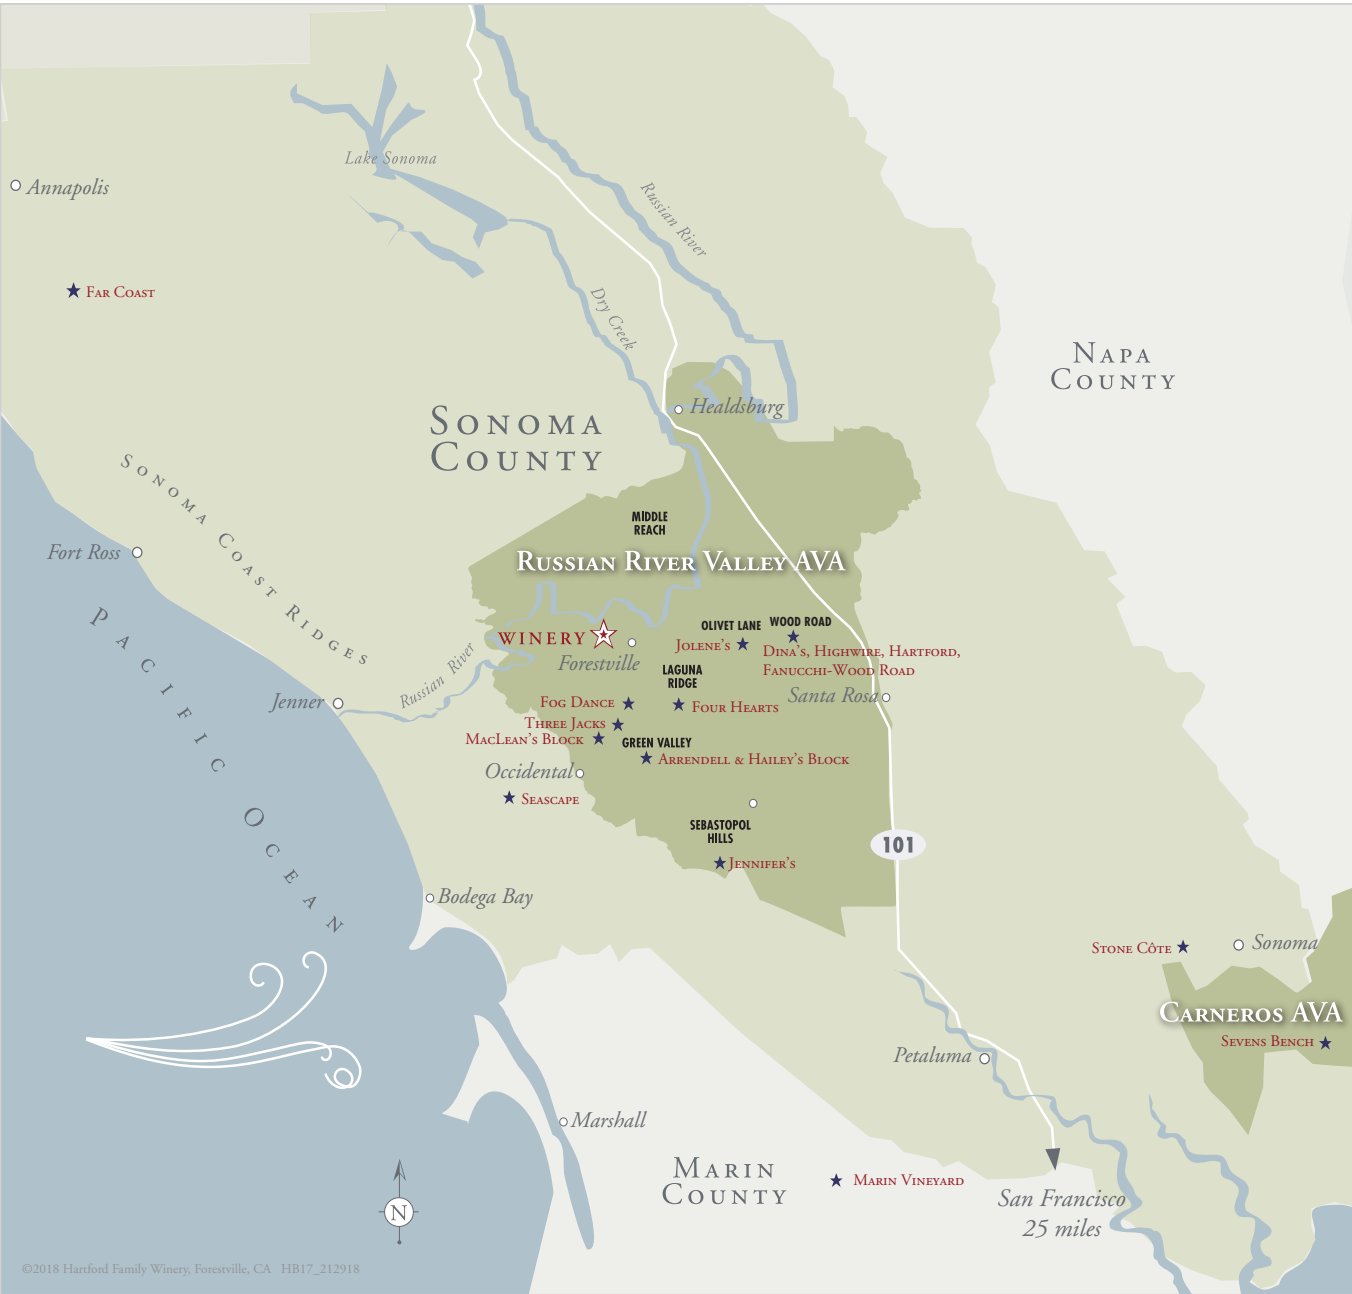 Lake Sonoma
Annapolis
Russian River
Far Coast
Dry Creek
Napa
County
Healdsburg
Sonoma
County
Sonoma Coast Ridges
MIDDLE
REACH
Fort Ross
Russian River Valley AVA
Pacific Ocean
WINERY
Forestville
OLIVET LANE
WOOD ROAD
Jolene's
Dina's, Highwire, Hartford,
Fanucchi-Wood Road
LAGUNA
RIDGE
Russian River
Jenner
Santa Rosa
Fog Dance
Four Hearts
Three Jacks
MacLean's Block
GREEN VALLEY
Arrendell & Hailey's Block
Occidental
Seascape
SEBASTOPOL
HILLS
101
Jennifer's
Bodega Bay
Stone Côte
Sonoma
Carneros AVA
Sevens Bench
Petaluma
Marshall
Marin
County
Marin Vineyard
San Francisco
25 miles
N
©2018 Hartford Family Winery, Forestville, CA HB17_212918